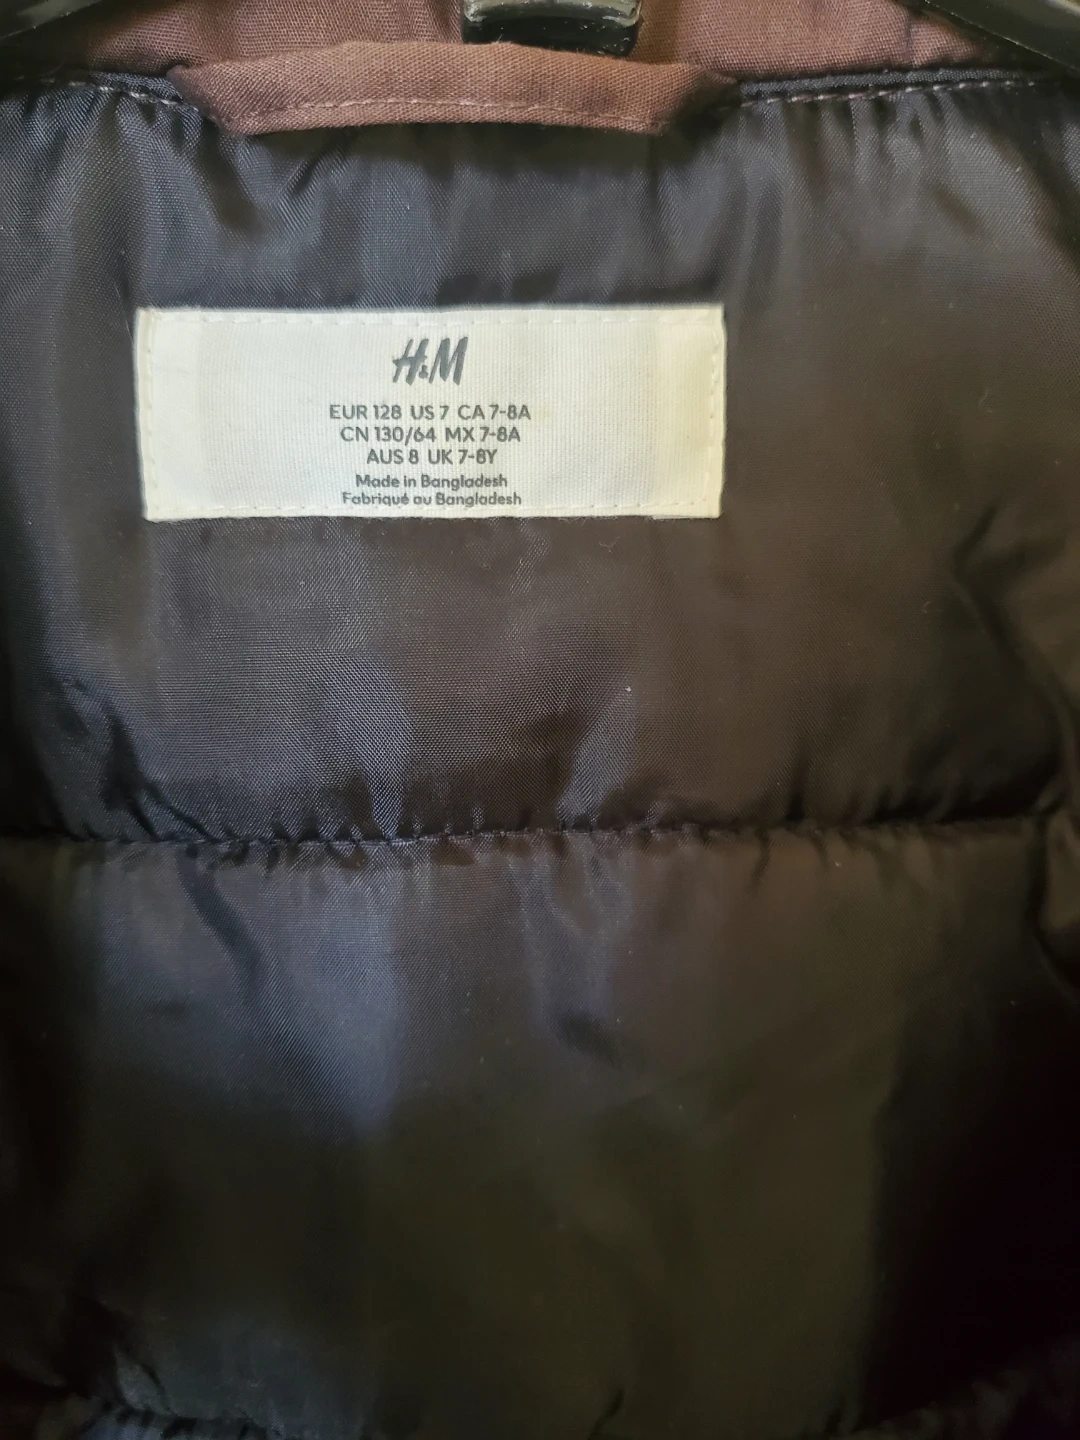 H&M
EUR 128 US 7 CA 7-8A
CN 130/64 MX 7-8A
AUS 8 UK 7-8Y
Made in Bangladesh
Fabriqué au Bangladesh